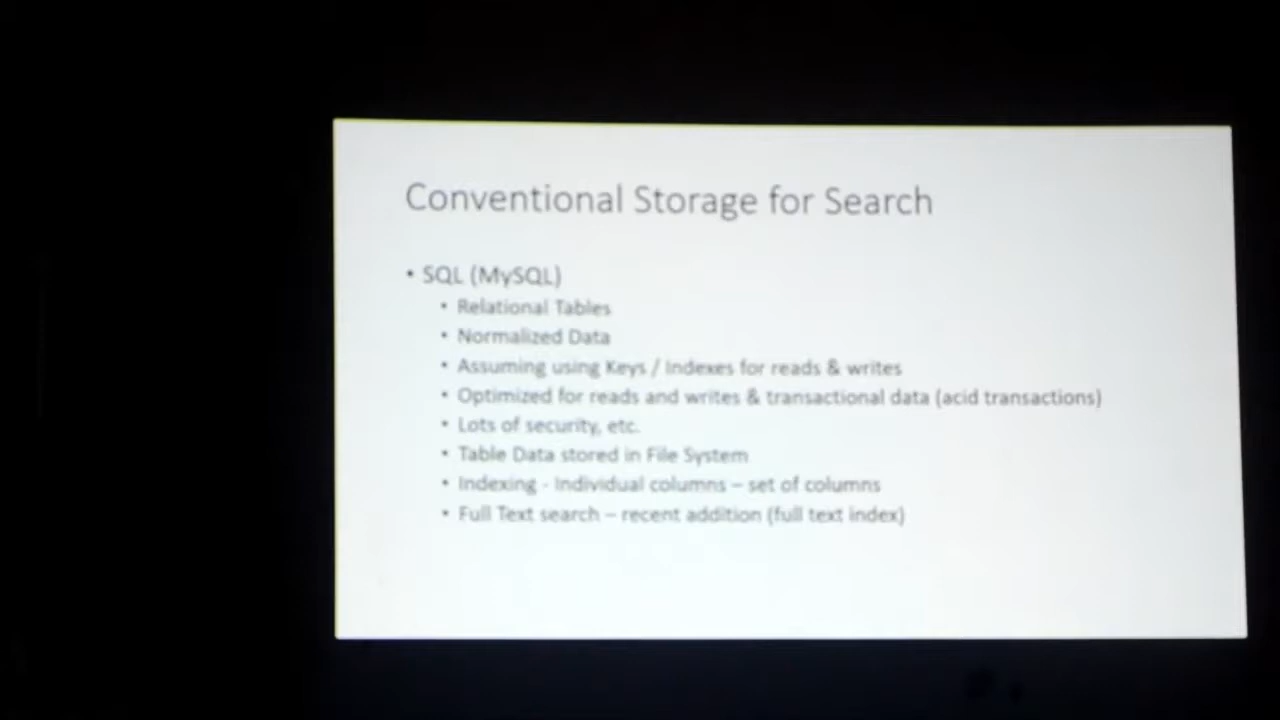 Conventional Storage for Search
• SQL (MySQL)
• Relational Tables
• Normalized Data
• Assuming using Keys / Indexes for reads & writes
• Optimized for reads and writes & transactional data (acid transactions)
• Lots of security, etc.
• Table Data stored in File System
• Indexing - Individual columns – set of columns
• Full Text search – recent addition (full text index)